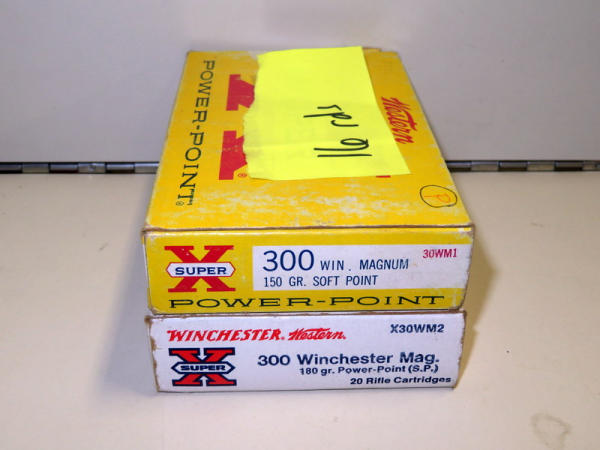 POWER-POINT®
Western
16 rds
P
X
SUPER
300 WIN. MAGNUM
30WM1
150 GR. SOFT POINT
POWER-POINT
WINCHESTER Western
X30WM2
X
SUPER
300 Winchester Mag.
180 gr. Power-Point (S.P.)
20 Rifle Cartridges